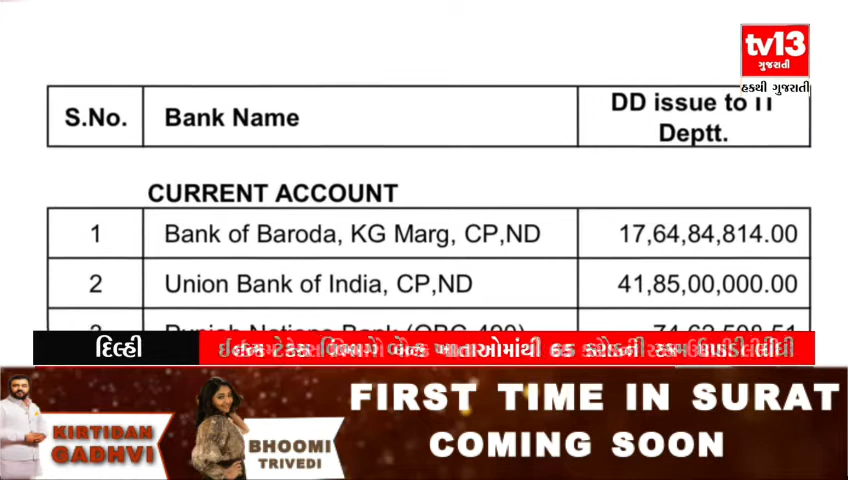 tv13
ગુજરાતી
હકથી ગુજરાતી
S.No. Bank Name DD issue to IT Deptt.
CURRENT ACCOUNT
1 Bank of Baroda, KG Marg, CP,ND 17,64,84,814.00
2 Union Bank of India, CP,ND 41,85,00,000.00
દિલ્હી
65
FIRST TIME IN SURAT
COMING SOON
KIRTIDAN
GADHVI
BHOOMI
TRIVEDI